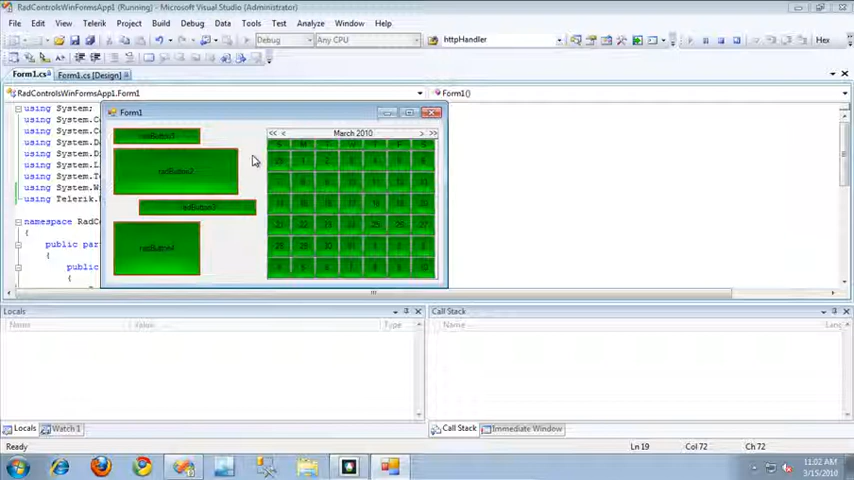 RadControlsWinFormsApp1 (Running) - Microsoft Visual Studio (Administrator)
File Edit View Telerik Project Build Debug Data Tools Test Analyze Window Help
Debug Any CPU httpHandler Hex
Form1.cs Form1.cs [Design]
RadControlsWinFormsApp1.Form1 Form1()
using System;
using System.C
using System.C
using System.D
using System.D
using System.L
using System.T
using System.W
using Telerik.
namespace RadC
{
public par
{
public
{
Form1
radButton2
radButton4
<< < March 2010 > >>
Locals Call Stack
Name Value Type Name Lang
Locals Watch 1 Call Stack Immediate Window
Ready Ln 19 Col 72 Ch 72
11:02 AM
3/15/2010